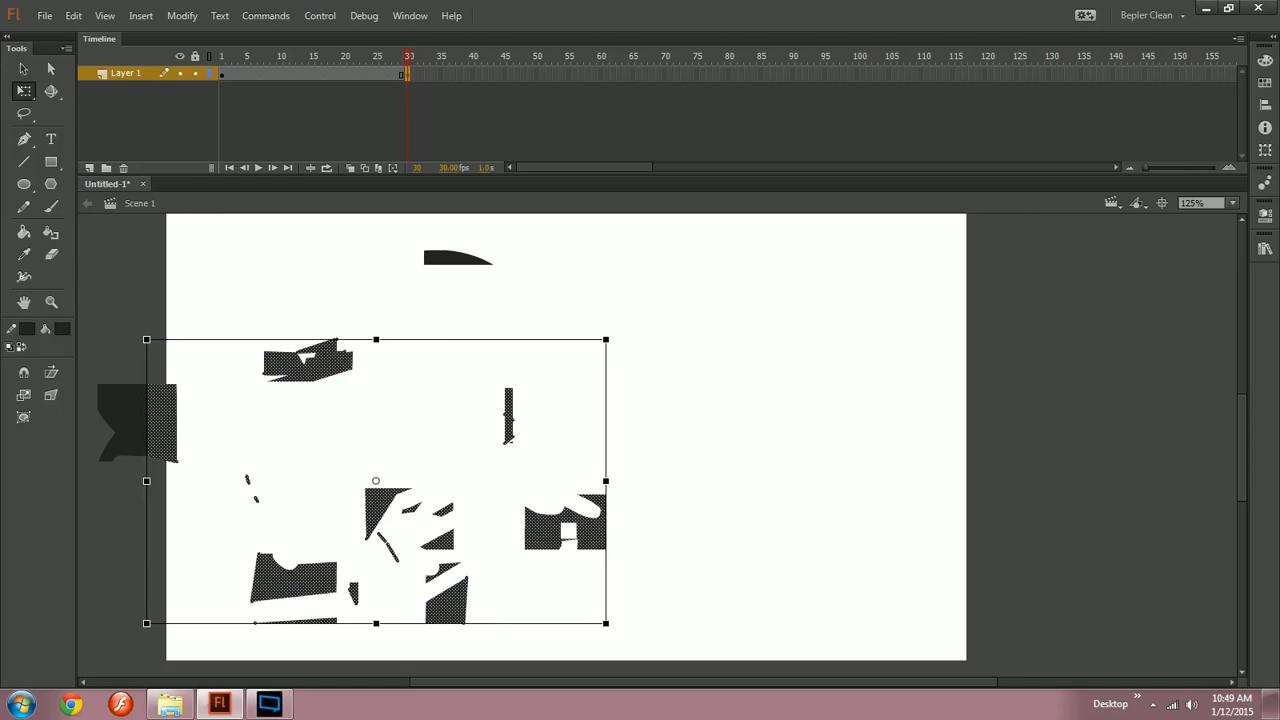 Fl File Edit View Insert Modify Text Commands Control Debug Window Help Bepler Clean
Timeline
Tools
1 5 10 15 20 25 30 35 40 45 50 55 60 65 70 75 80 85 90 95 100 105 110 115 120 125 130 135 140 145 150 155
Layer 1
T
30 30.00 fps 1.0 s
Untitled-1*
Scene 1 125%
Fl Desktop 10:49 AM
1/12/2015